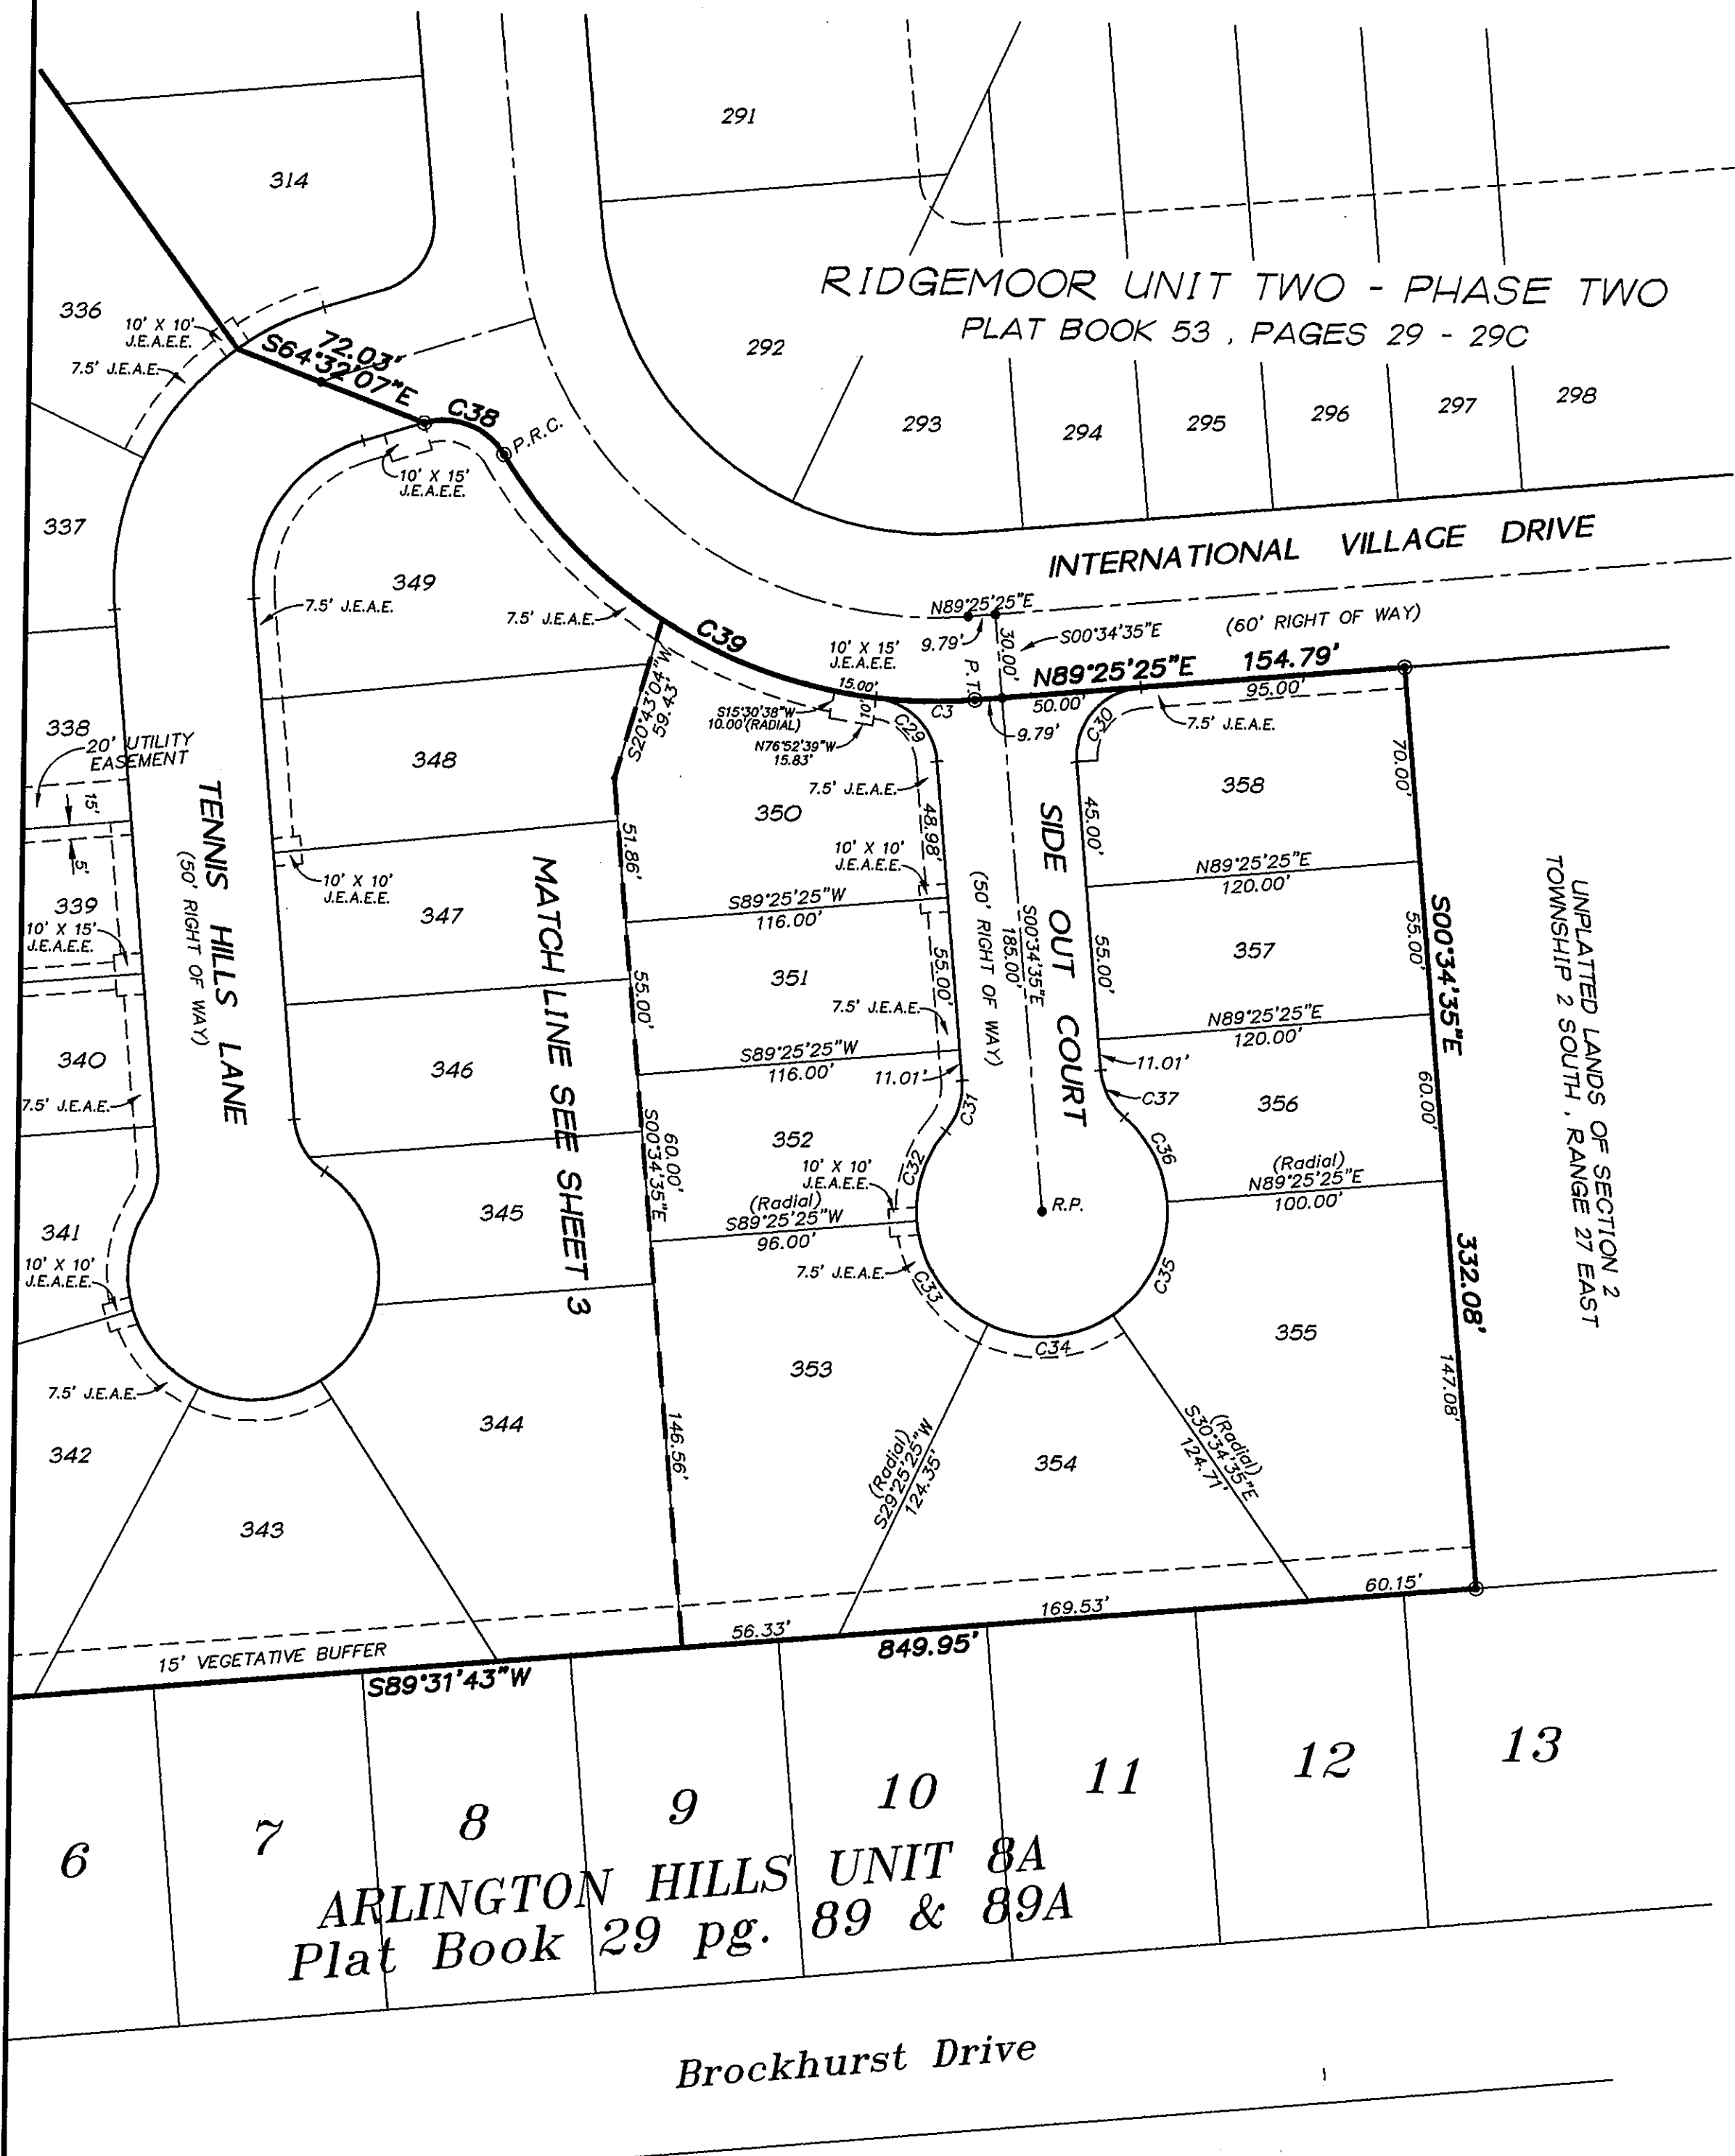 291
314
RIDGEMOOR UNIT TWO - PHASE TWO
PLAT BOOK 53 , PAGES 29 - 29C
336
10' X 10'
J.E.A.E.E.
7.5' J.E.A.E.
72.03'
S64°32'07"E
C38
P.R.C.
10' X 15'
J.E.A.E.E.
292
293
294
295
296
297
298
INTERNATIONAL VILLAGE DRIVE
(60' RIGHT OF WAY)
337
349
7.5' J.E.A.E.
7.5' J.E.A.E.
C39
10' X 15'
J.E.A.E.E.
15.00'
10'
S15°30'38"W
10.00'(RADIAL)
N76°52'39"W
15.83'
N89°25'25"E
9.79'
P.T.
30.00'
S00°34'35"E
N89°25'25"E 154.79'
50.00'
95.00'
9.79'
C3
C29
C30
7.5' J.E.A.E.
S20°43'04"W
59.43'
338
20' UTILITY
EASEMENT
15'
5'
TENNIS HILLS LANE
(50' RIGHT OF WAY)
348
350
7.5' J.E.A.E.
48.98'
10' X 10'
J.E.A.E.E.
SIDE OUT COURT
(50' RIGHT OF WAY)
S00°34'35"E
185.00'
45.00'
358
70.00'
N89°25'25"E
120.00'
339
10' X 15'
J.E.A.E.E.
10' X 10'
J.E.A.E.E.
347
MATCH LINE SEE SHEET 3
51.86'
S89°25'25"W
116.00'
351
55.00'
55.00'
7.5' J.E.A.E.
55.00'
357
55.00'
S00°34'35"E
332.08'
UNPLATTED LANDS OF SECTION 2
TOWNSHIP 2 SOUTH , RANGE 27 EAST
N89°25'25"E
120.00'
340
7.5' J.E.A.E.
346
S89°25'25"W
116.00'
11.01'
11.01'
C37
C31
352
356
60.00'
60.00'
S00°34'35"E
C32
C36
10' X 10'
J.E.A.E.E.
(Radial)
S89°25'25"W
96.00'
(Radial)
N89°25'25"E
100.00'
R.P.
341
10' X 10'
J.E.A.E.E.
345
7.5' J.E.A.E.
C33
C35
C34
353
355
147.08'
7.5' J.E.A.E.
342
344
146.56'
(Radial)
S29°25'25"W
124.35'
354
(Radial)
S30°34'35"E
124.71'
343
15' VEGETATIVE BUFFER
56.33'
169.53'
60.15'
S89°31'43"W
849.95'
6
7
8
9
10
11
12
13
ARLINGTON HILLS UNIT 8A
Plat Book 29 pg. 89 & 89A
Brockhurst Drive